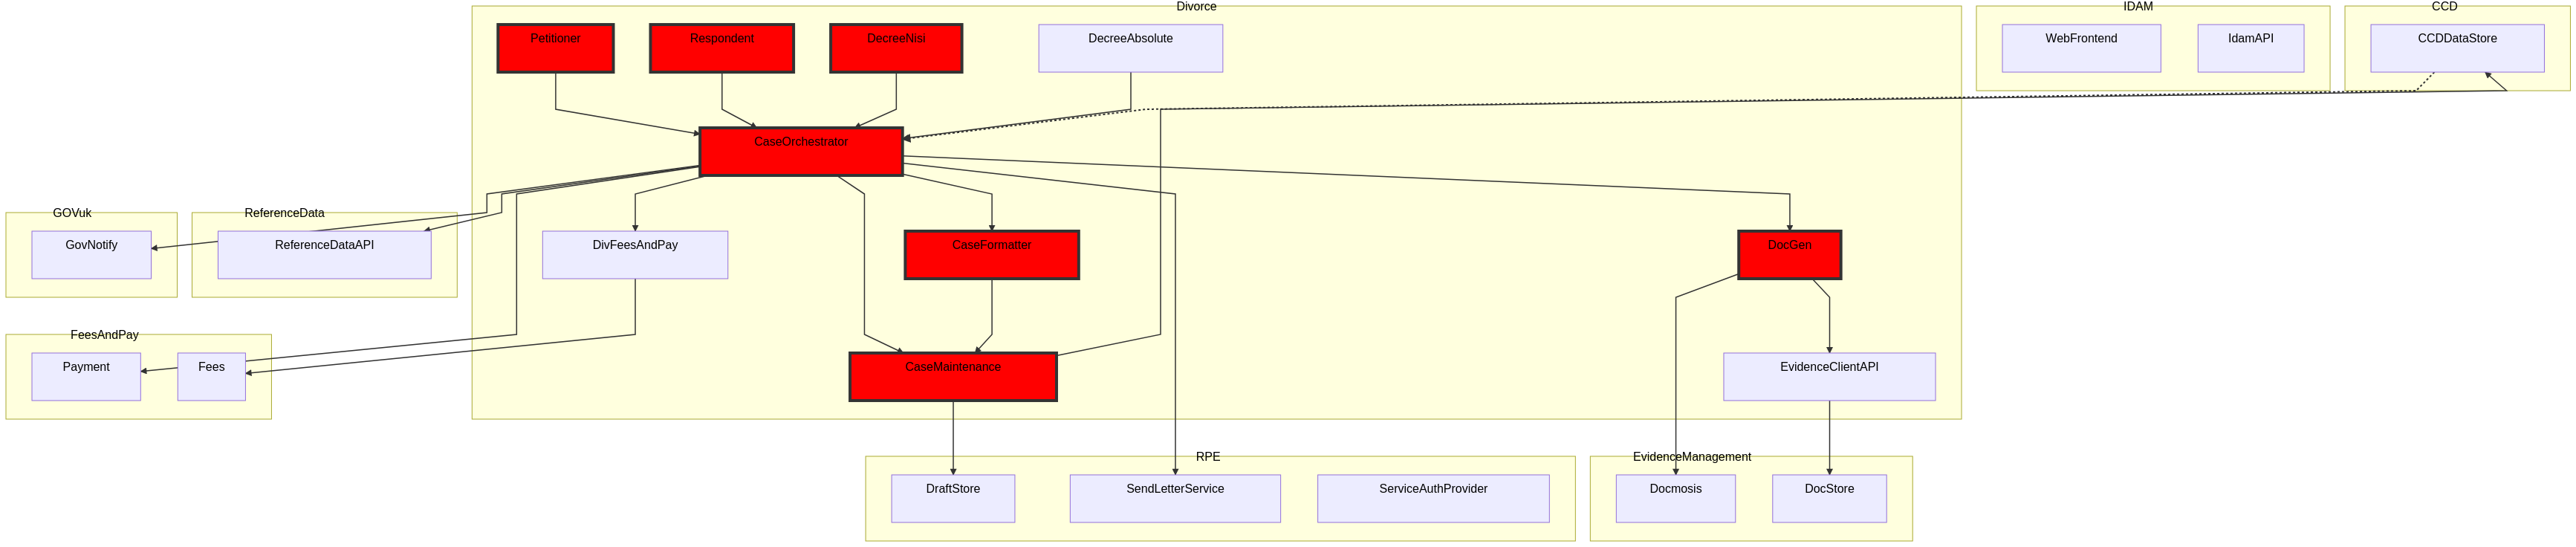 Divorce
IDAM
CCD
Petitioner
Respondent
DecreeNisi
DecreeAbsolute
WebFrontend
IdamAPI
CCDDataStore
CaseOrchestrator
GOVuk
ReferenceData
GovNotify
ReferenceDataAPI
DivFeesAndPay
CaseFormatter
DocGen
FeesAndPay
Payment
Fees
CaseMaintenance
EvidenceClientAPI
RPE
EvidenceManagement
DraftStore
SendLetterService
ServiceAuthProvider
Docmosis
DocStore